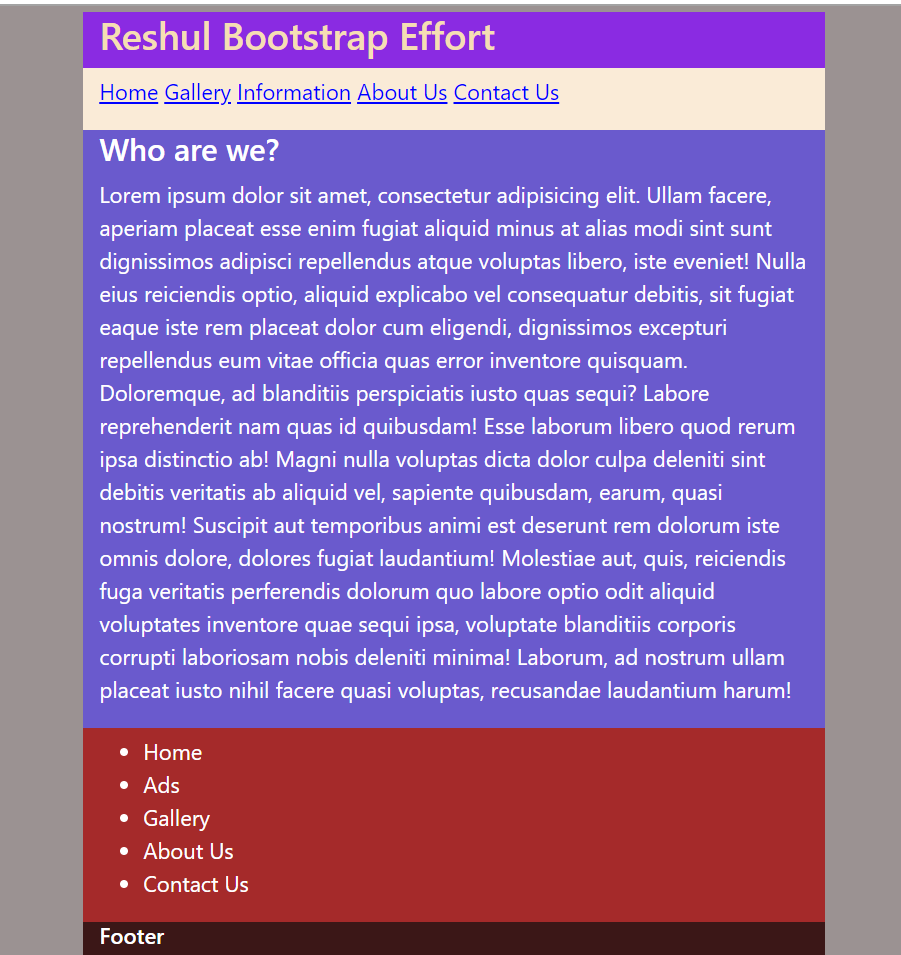 Reshul Bootstrap Effort
Home Gallery Information About Us Contact Us
Who are we?
Lorem ipsum dolor sit amet, consectetur adipisicing elit. Ullam facere,
aperiam placeat esse enim fugiat aliquid minus at alias modi sint sunt
dignissimos adipisci repellendus atque voluptas libero, iste eveniet! Nulla
eius reiciendis optio, aliquid explicabo vel consequatur debitis, sit fugiat
eaque iste rem placeat dolor cum eligendi, dignissimos excepturi
repellendus eum vitae officia quas error inventore quisquam.
Doloremque, ad blanditiis perspiciatis iusto quas sequi? Labore
reprehenderit nam quas id quibusdam! Esse laborum libero quod rerum
ipsa distinctio ab! Magni nulla voluptas dicta dolor culpa deleniti sint
debitis veritatis ab aliquid vel, sapiente quibusdam, earum, quasi
nostrum! Suscipit aut temporibus animi est deserunt rem dolorum iste
omnis dolore, dolores fugiat laudantium! Molestiae aut, quis, reiciendis
fuga veritatis perferendis dolorum quo labore optio odit aliquid
voluptates inventore quae sequi ipsa, voluptate blanditiis corporis
corrupti laboriosam nobis deleniti minima! Laborum, ad nostrum ullam
placeat iusto nihil facere quasi voluptas, recusandae laudantium harum!
• Home
• Ads
• Gallery
• About Us
• Contact Us
Footer